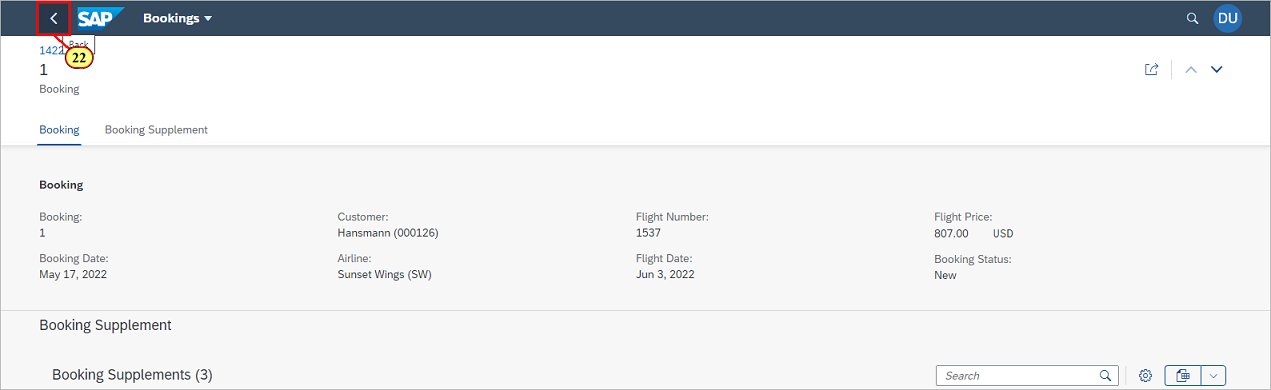 SAP Bookings DU
Back
22
1422
1
Booking
Booking Booking Supplement
Booking
Booking: Customer: Flight Number: Flight Price:
1 Hansmann (000126) 1537 807.00 USD
Booking Date: Airline: Flight Date: Booking Status:
May 17, 2022 Sunset Wings (SW) Jun 3, 2022 New
Booking Supplement
Booking Supplements (3) Search